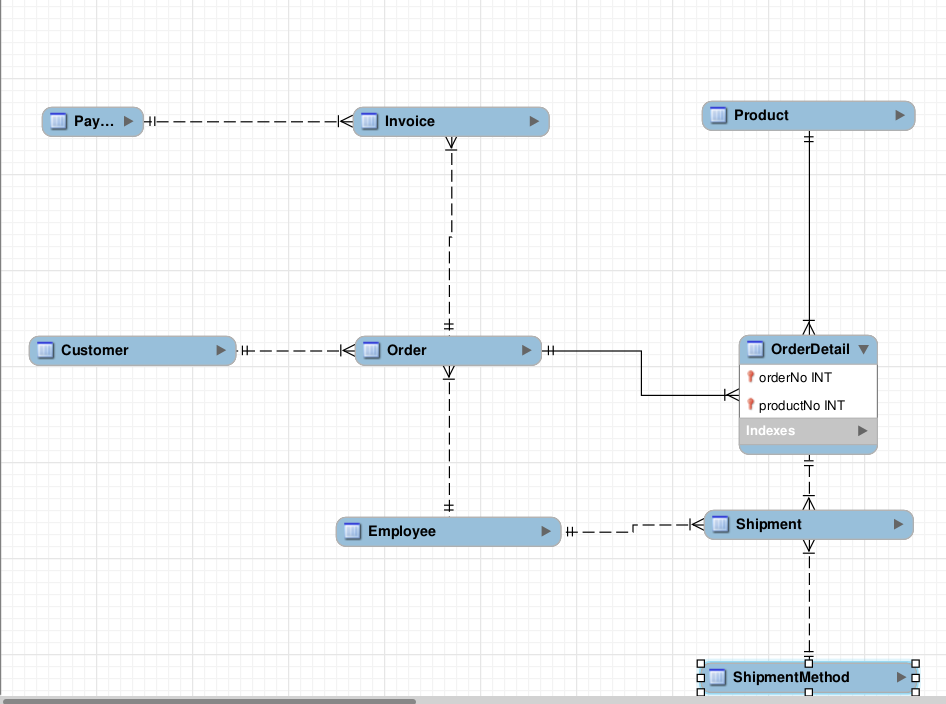 Pay...
Invoice
Product
Customer
Order
OrderDetail
orderNo INT
productNo INT
Indexes
Employee
Shipment
ShipmentMethod